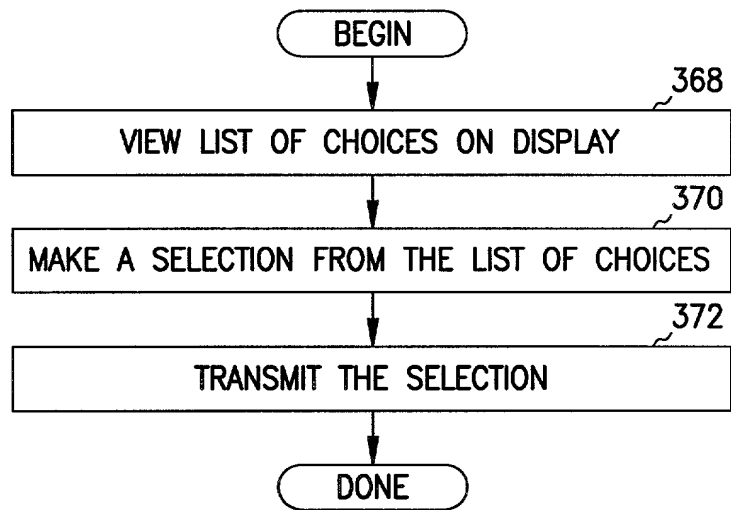 BEGIN
368
VIEW LIST OF CHOICES ON DISPLAY
370
MAKE A SELECTION FROM THE LIST OF CHOICES
372
TRANSMIT THE SELECTION
DONE